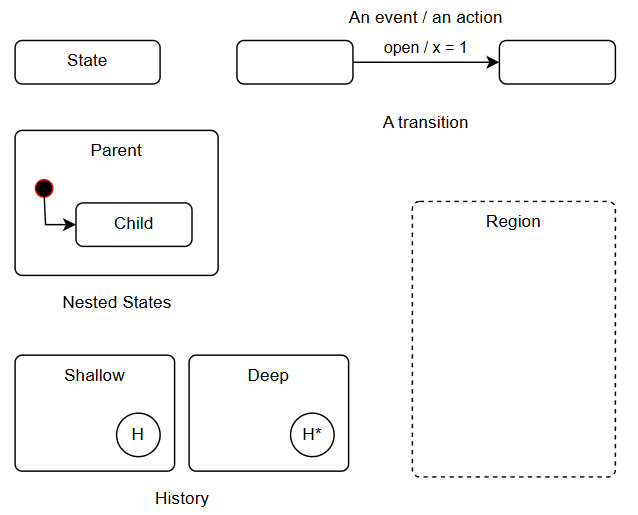 An event / an action
State
open / x = 1
A transition
Parent
Child
Region
Nested States
Shallow
Deep
H
H*
History